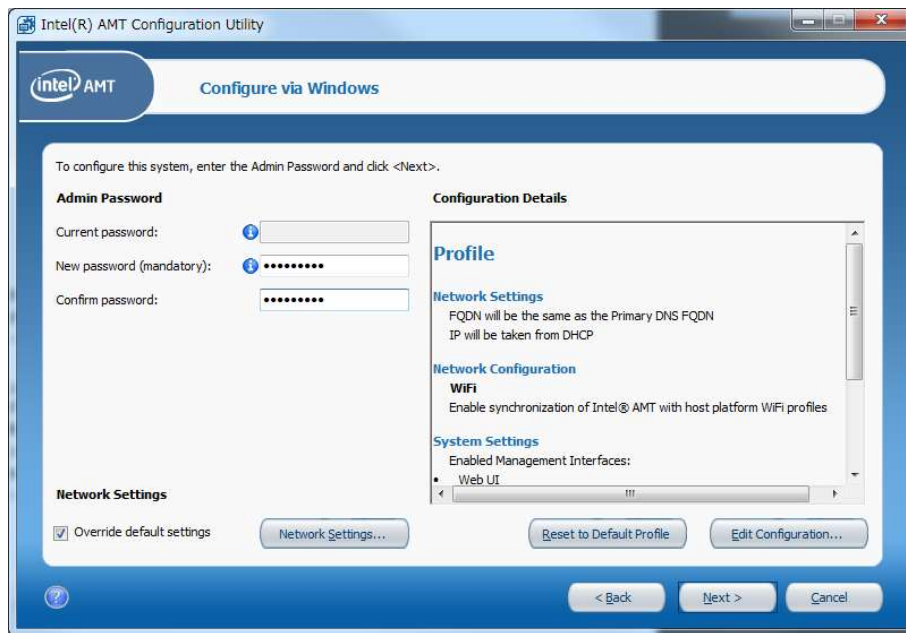 Intel(R) AMT Configuration Utility
intel AMT
Configure via Windows
To configure this system, enter the Admin Password and click <Next>.
Admin Password
Current password:
New password (mandatory):
•••••••••
Confirm password:
•••••••••
Network Settings
Override default settings
Network Settings...
Configuration Details
Profile
Network Settings
FQDN will be the same as the Primary DNS FQDN
IP will be taken from DHCP
Network Configuration
WiFi
Enable synchronization of Intel® AMT with host platform WiFi profiles
System Settings
Enabled Management Interfaces:
• Web UI
Reset to Default Profile
Edit Configuration...
< Back
Next >
Cancel